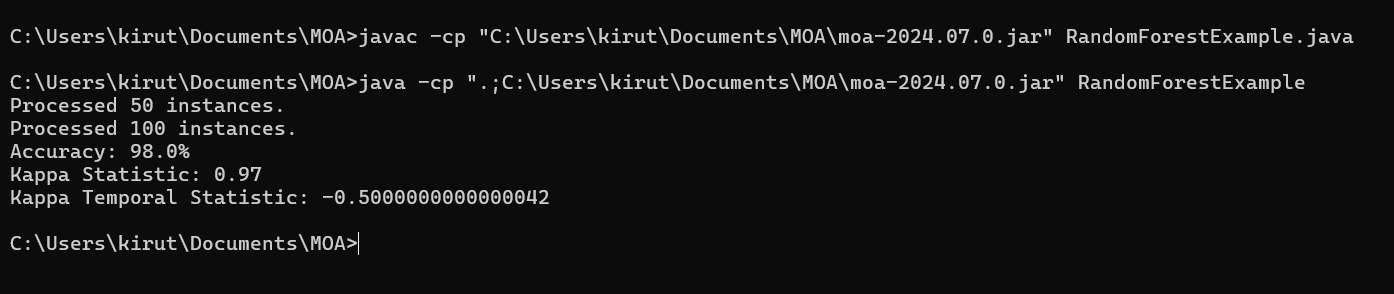 C:\Users\kirut\Documents\MOA>javac -cp "C:\Users\kirut\Documents\MOA\moa-2024.07.0.jar" RandomForestExample.java
C:\Users\kirut\Documents\MOA>java -cp ".;C:\Users\kirut\Documents\MOA\moa-2024.07.0.jar" RandomForestExample
Processed 50 instances.
Processed 100 instances.
Accuracy: 98.0%
Kappa Statistic: 0.97
Kappa Temporal Statistic: -0.5000000000000042
C:\Users\kirut\Documents\MOA>